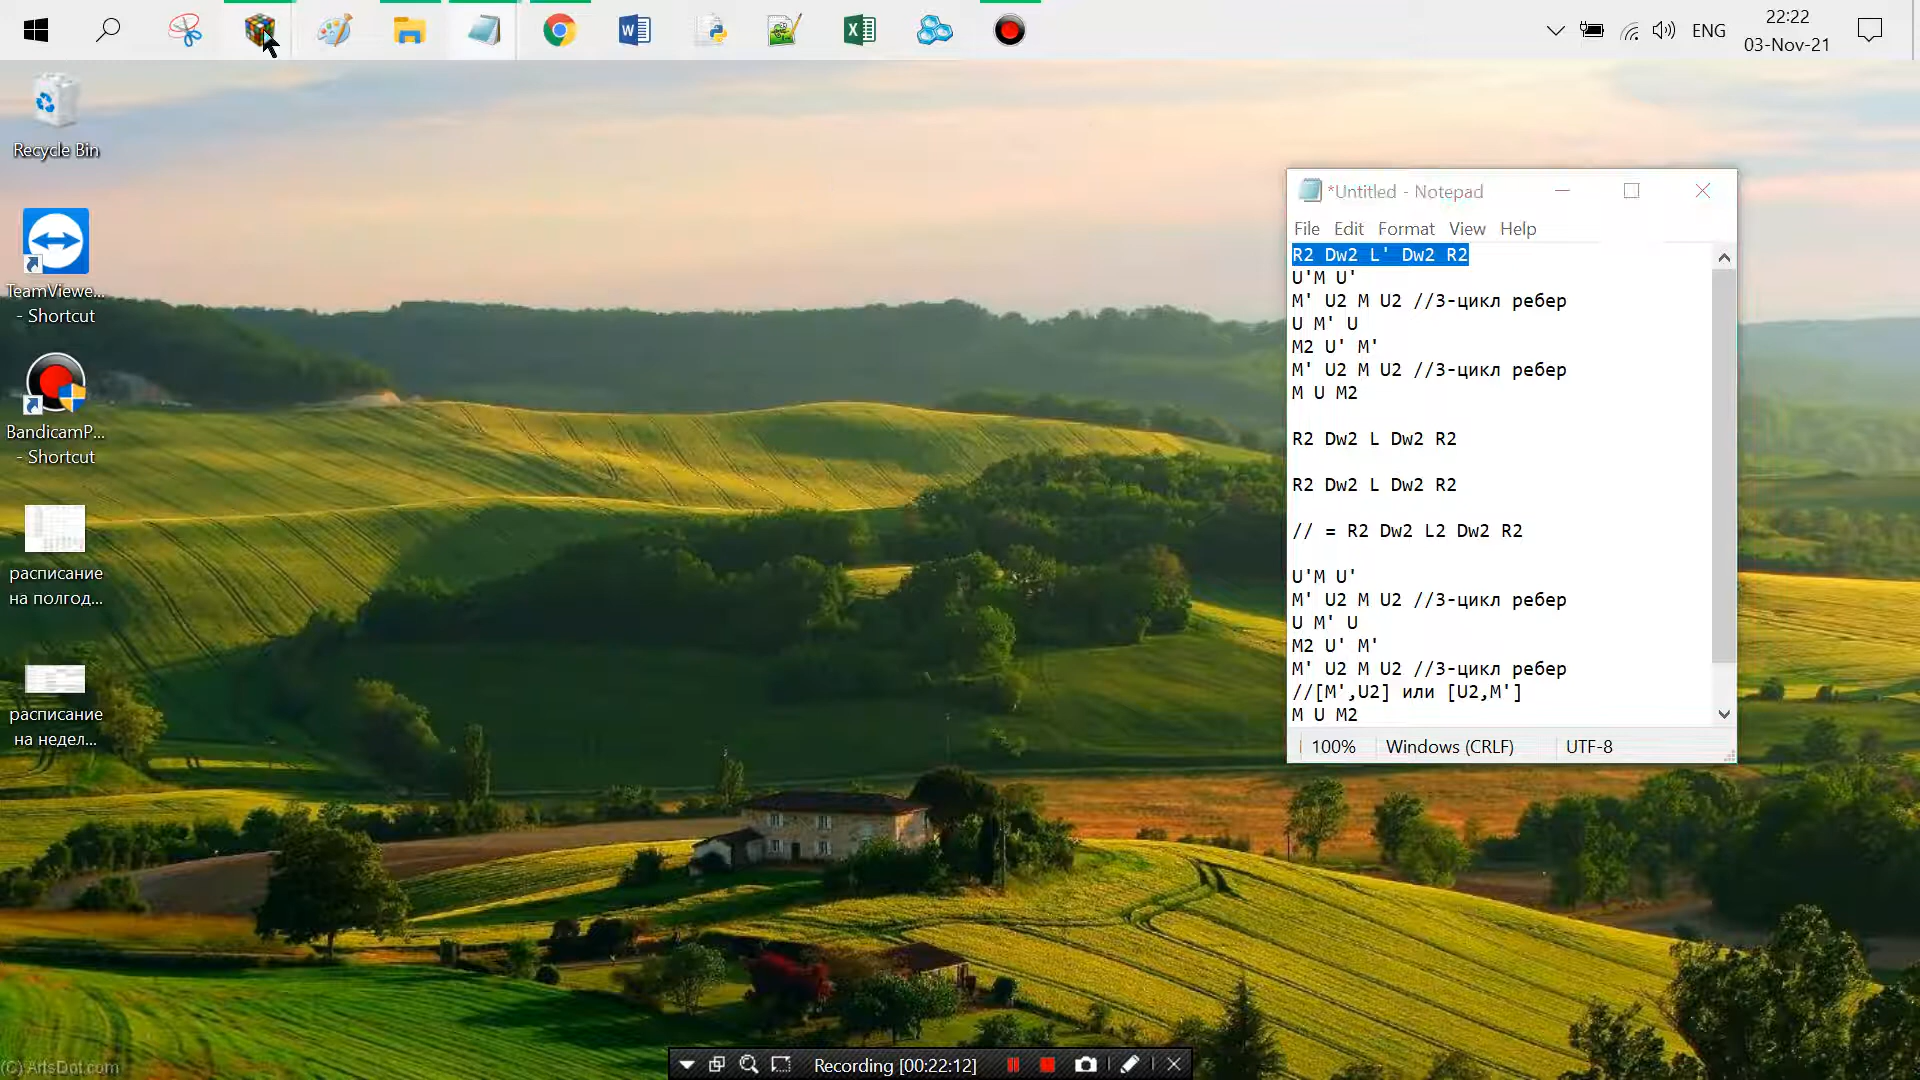 ENG
22:22
03-Nov-21
Recycle Bin
TeamViewe...
- Shortcut
BandicamP...
- Shortcut
расписание
на полгод...
расписание
на недел...
*Untitled - Notepad
File Edit Format View Help
R2 Dw2 L' Dw2 R2
U'M U'
M' U2 M U2 //3-цикл ребер
U M' U
M2 U' M'
M' U2 M U2 //3-цикл ребер
M U M2
R2 Dw2 L Dw2 R2
R2 Dw2 L Dw2 R2
// = R2 Dw2 L2 Dw2 R2
U'M U'
M' U2 M U2 //3-цикл ребер
U M' U
M2 U' M'
M' U2 M U2 //3-цикл ребер
//[M',U2] или [U2,M']
M U M2
100% Windows (CRLF) UTF-8
(C) ArtsDot.com
Recording [00:22:12]